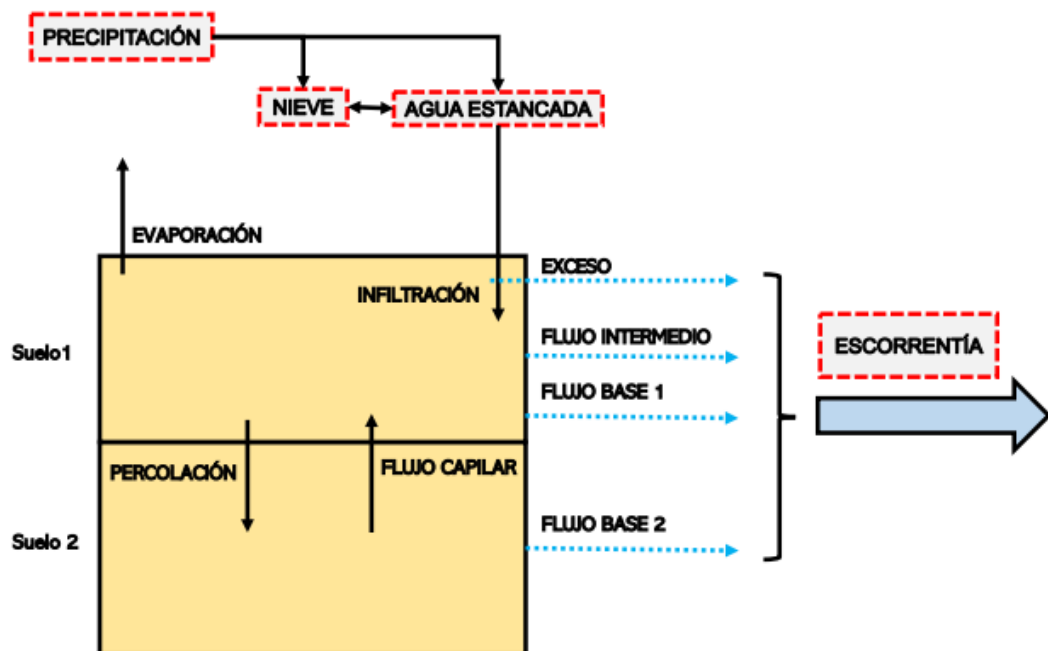 PRECIPITACIÓN
NIEVE
AGUA ESTANCADA
EVAPORACIÓN
EXCESO
INFILTRACIÓN
FLUJO INTERMEDIO
ESCORRENTÍA
Suelo1
FLUJO BASE 1
PERCOLACIÓN
FLUJO CAPILAR
FLUJO BASE 2
Suelo 2